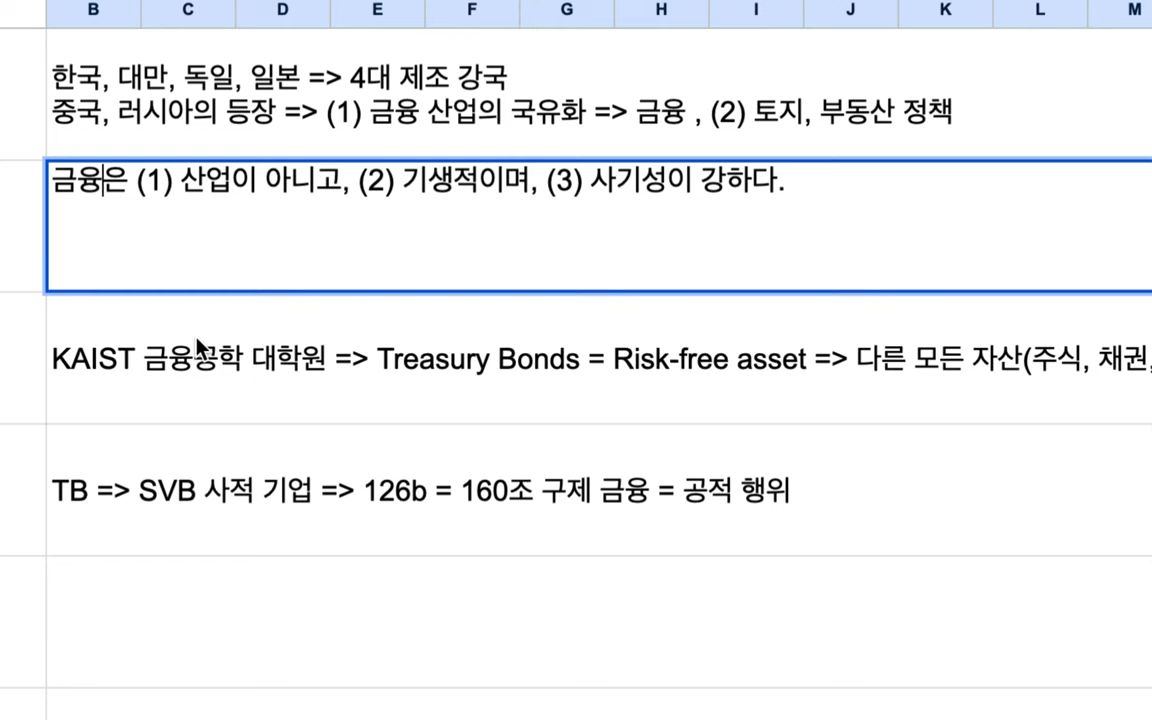 B C D E F G H I J K L M
한국, 대만, 독일, 일본 => 4대 제조 강국
중국, 러시아의 등장 => (1) 금융 산업의 국유화 => 금융 , (2) 토지, 부동산 정책
금융은 (1) 산업이 아니고, (2) 기생적이며, (3) 사기성이 강하다.
KAIST 금융공학 대학원 => Treasury Bonds = Risk-free asset => 다른 모든 자산(주식, 채권,
TB => SVB 사적 기업 => 126b = 160조 구제 금융 = 공적 행위